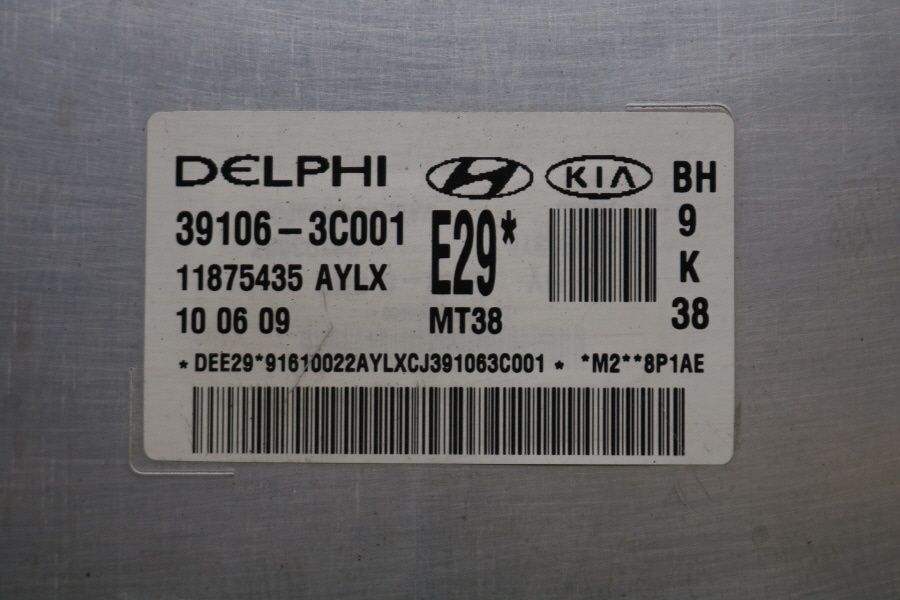 DELPHI H KIA BH
39106-3C001 E29* 9
11875435 AYLX K
10 06 09 MT38 38
* DEE29*91610022AYLXCJ391063C001 * *M2**8P1AE